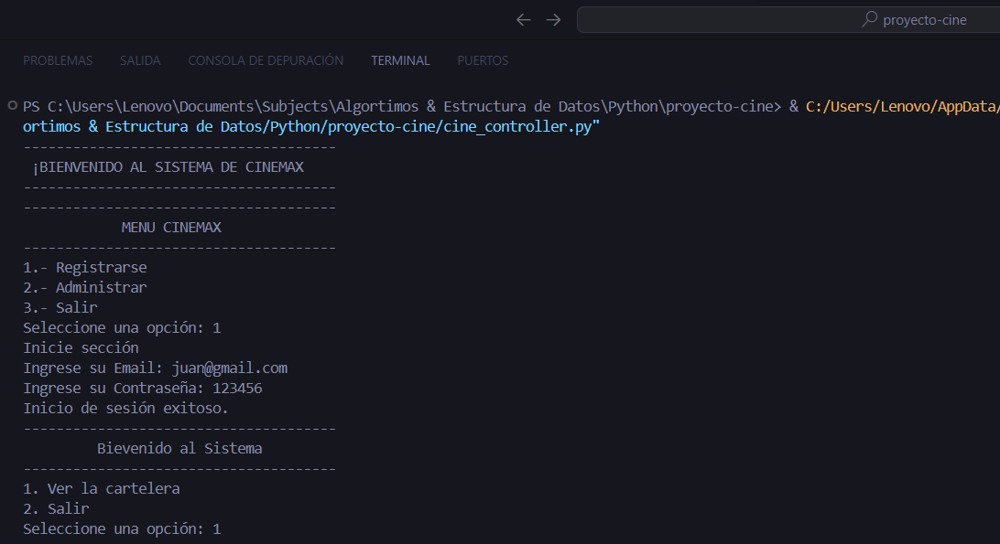 proyecto-cine
PROBLEMAS SALIDA CONSOLA DE DEPURACIÓN TERMINAL PUERTOS
PS C:\Users\Lenovo\Documents\Subjects\Algortimos & Estructura de Datos\Python\proyecto-cine> & C:/Users/Lenovo/AppData/
ortimos & Estructura de Datos/Python/proyecto-cine/cine_controller.py"
--------------------------------------
¡BIENVENIDO AL SISTEMA DE CINEMAX
--------------------------------------
--------------------------------------
MENU CINEMAX
--------------------------------------
1.- Registrarse
2.- Administrar
3.- Salir
Seleccione una opción: 1
Inicie sección
Ingrese su Email: juan@gmail.com
Ingrese su Contraseña: 123456
Inicio de sesión exitoso.
--------------------------------------
Bievenido al Sistema
--------------------------------------
1. Ver la cartelera
2. Salir
Seleccione una opción: 1